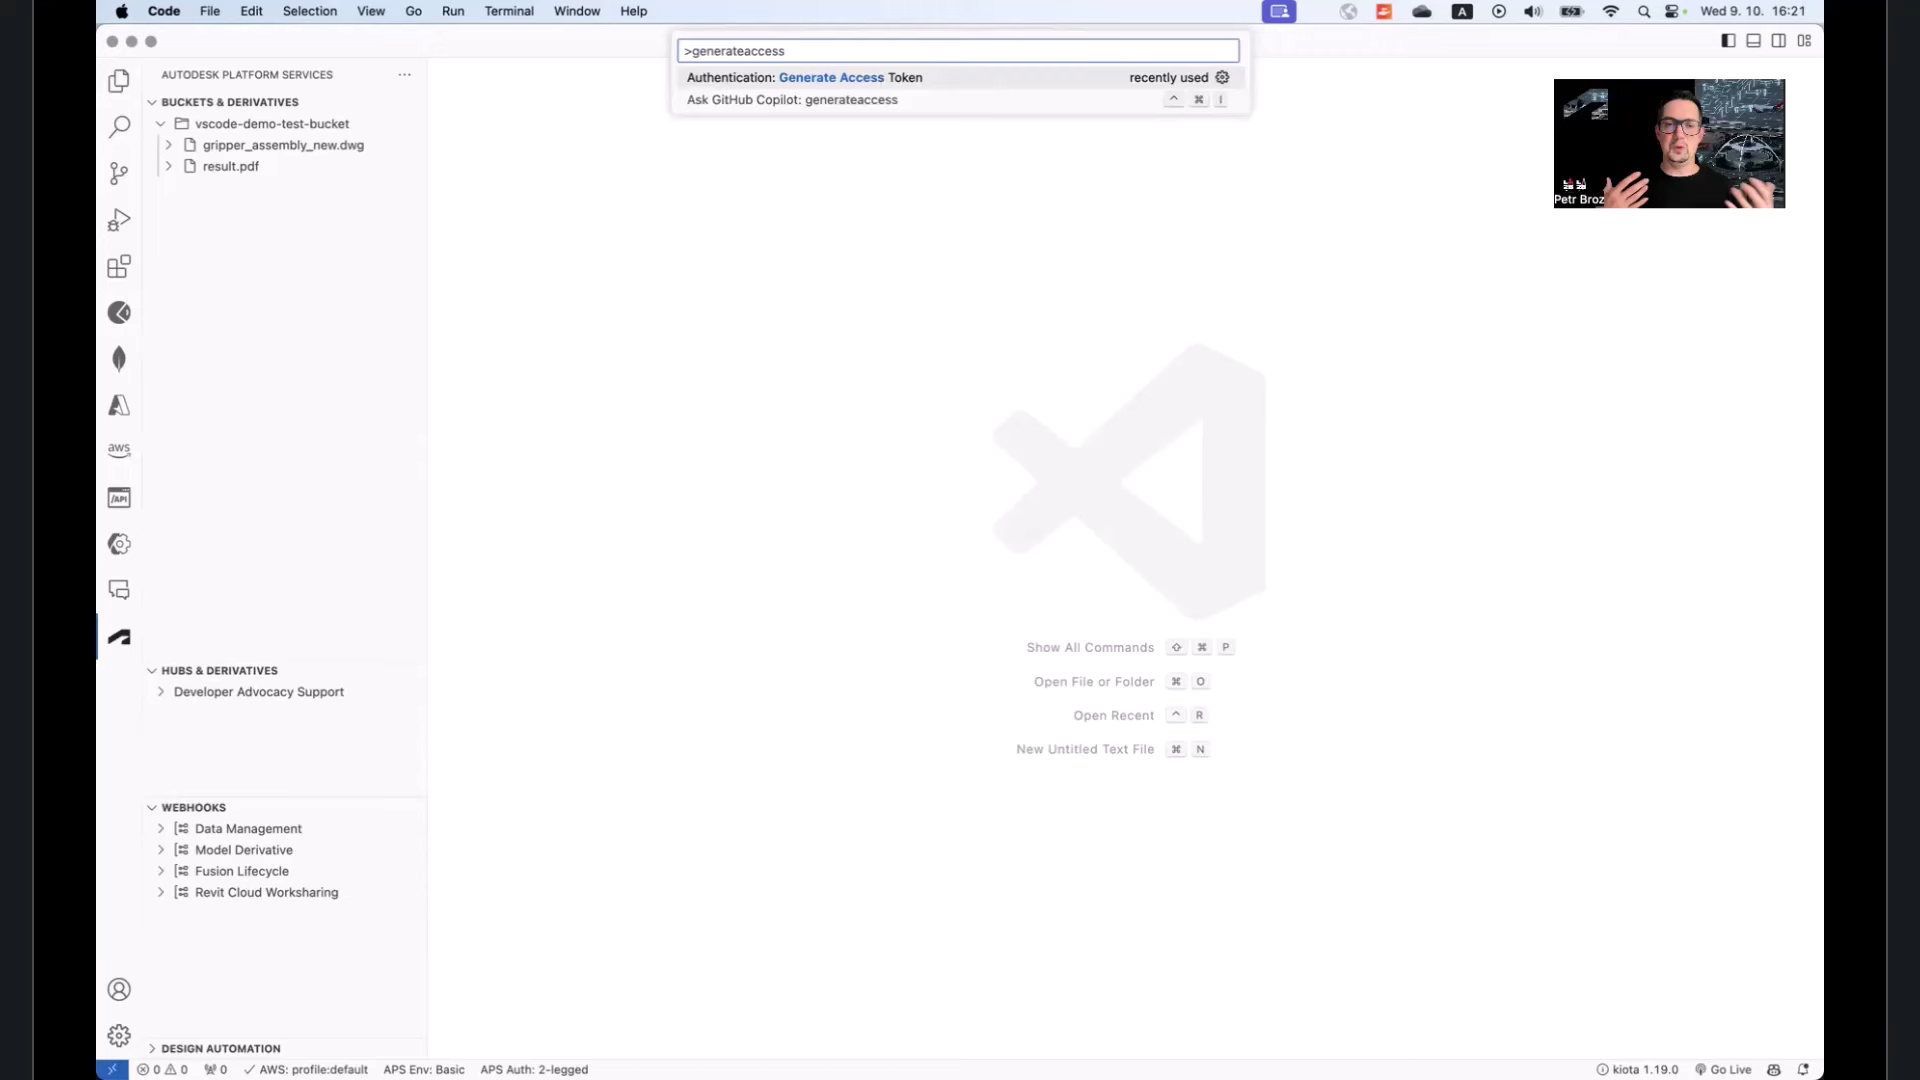 Code File Edit Selection View Go Run Terminal Window Help
A
Wed 9. 10. 16:21
>generateaccess
Authentication: Generate Access Token
recently used
Ask GitHub Copilot: generateaccess
^ ⌘ I
AUTODESK PLATFORM SERVICES
BUCKETS & DERIVATIVES
vscode-demo-test-bucket
gripper_assembly_new.dwg
result.pdf
Petr Broz
aws
/API
Show All Commands ⇧ ⌘ P
Open File or Folder ⌘ O
Open Recent ^ R
New Untitled Text File ⌘ N
HUBS & DERIVATIVES
Developer Advocacy Support
WEBHOOKS
Data Management
Model Derivative
Fusion Lifecycle
Revit Cloud Worksharing
DESIGN AUTOMATION
0 0 0 AWS: profile:default APS Env: Basic APS Auth: 2-legged
kiota 1.19.0 Go Live